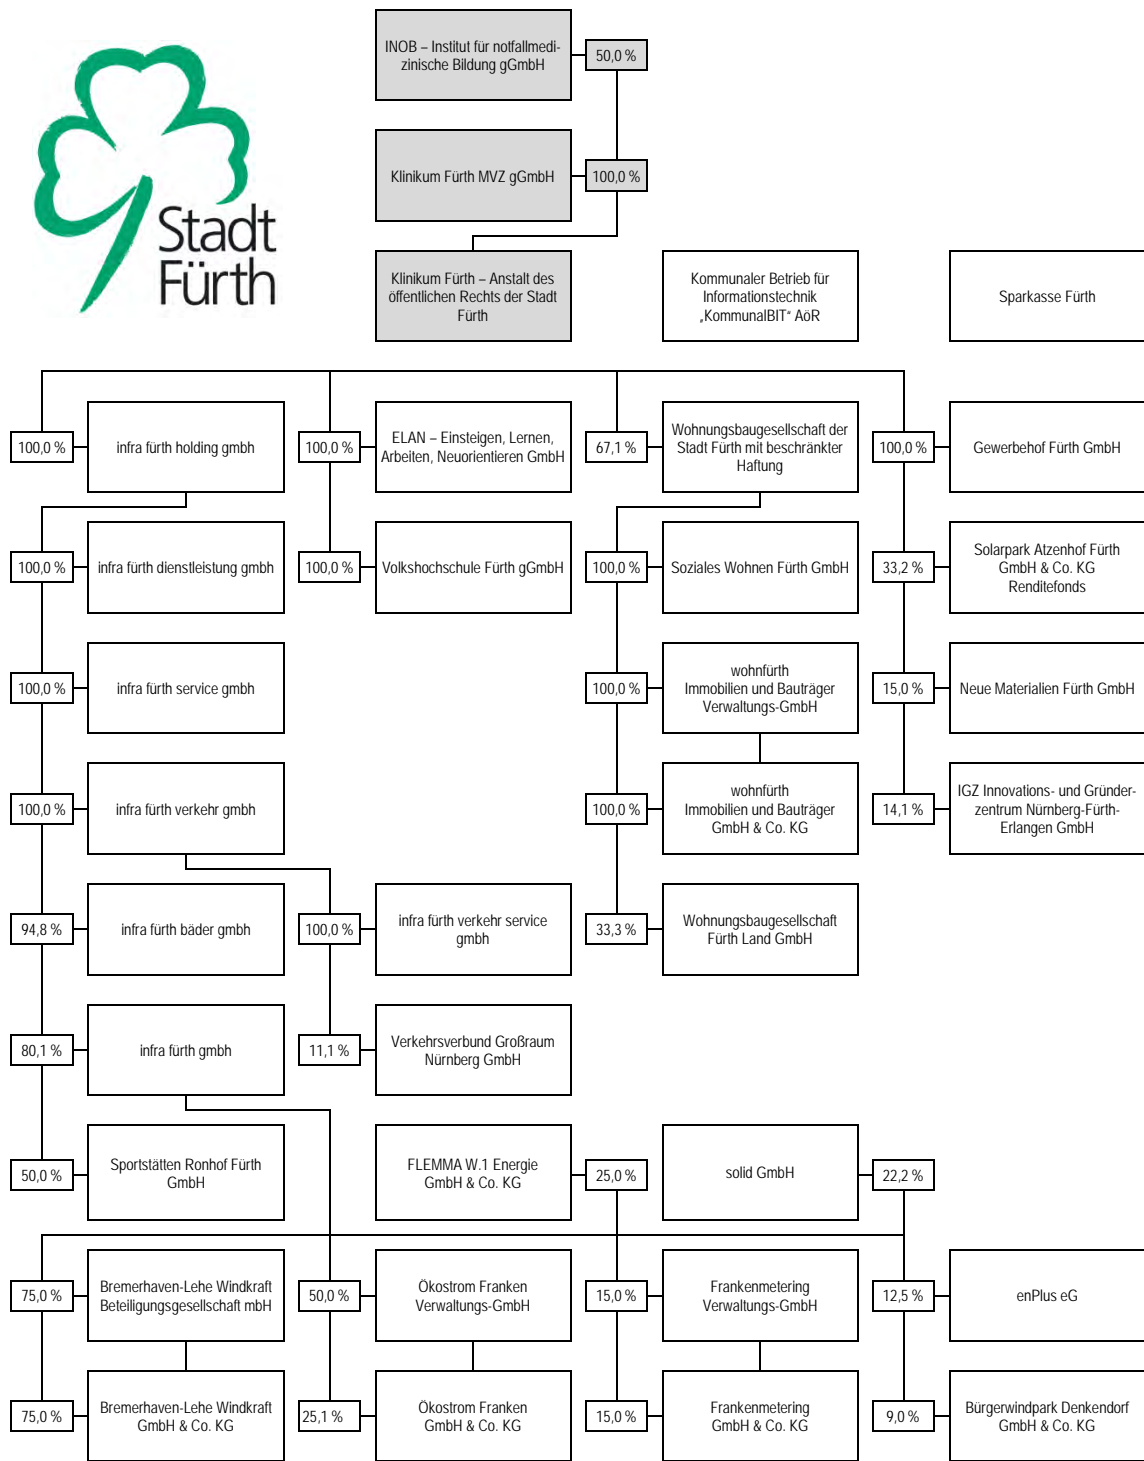 INOB – Institut für notfallmedi-
zinische Bildung gGmbH
50,0 %
Klinikum Fürth MVZ gGmbH
100,0 %
Stadt
Fürth
Klinikum Fürth – Anstalt des
öffentlichen Rechts der Stadt
Fürth
Kommunaler Betrieb für
Informationstechnik
„KommunalBIT“ AöR
Sparkasse Fürth
100,0 %
infra fürth holding gmbh
100,0 %
ELAN – Einsteigen, Lernen,
Arbeiten, Neuorientieren GmbH
67,1 %
Wohnungsbaugesellschaft der
Stadt Fürth mit beschränkter
Haftung
100,0 %
Gewerbehof Fürth GmbH
100,0 %
infra fürth dienstleistung gmbh
100,0 %
Volkshochschule Fürth gGmbH
100,0 %
Soziales Wohnen Fürth GmbH
33,2 %
Solarpark Atzenhof Fürth
GmbH & Co. KG
Renditefonds
100,0 %
infra fürth service gmbh
100,0 %
wohnfürth
Immobilien und Bauträger
Verwaltungs-GmbH
15,0 %
Neue Materialien Fürth GmbH
100,0 %
infra fürth verkehr gmbh
100,0 %
wohnfürth
Immobilien und Bauträger
GmbH & Co. KG
14,1 %
IGZ Innovations- und Gründer-
zentrum Nürnberg-Fürth-
Erlangen GmbH
94,8 %
infra fürth bäder gmbh
100,0 %
infra fürth verkehr service
gmbh
33,3 %
Wohnungsbaugesellschaft
Fürth Land GmbH
80,1 %
infra fürth gmbh
11,1 %
Verkehrsverbund Großraum
Nürnberg GmbH
50,0 %
Sportstätten Ronhof Fürth
GmbH
FLEMMA W.1 Energie
GmbH & Co. KG
25,0 %
solid GmbH
22,2 %
75,0 %
Bremerhaven-Lehe Windkraft
Beteiligungsgesellschaft mbH
50,0 %
Ökostrom Franken
Verwaltungs-GmbH
15,0 %
Frankenmetering
Verwaltungs-GmbH
12,5 %
enPlus eG
75,0 %
Bremerhaven-Lehe Windkraft
GmbH & Co. KG
25,1 %
Ökostrom Franken
GmbH & Co. KG
15,0 %
Frankenmetering
GmbH & Co. KG
9,0 %
Bürgerwindpark Denkendorf
GmbH & Co. KG